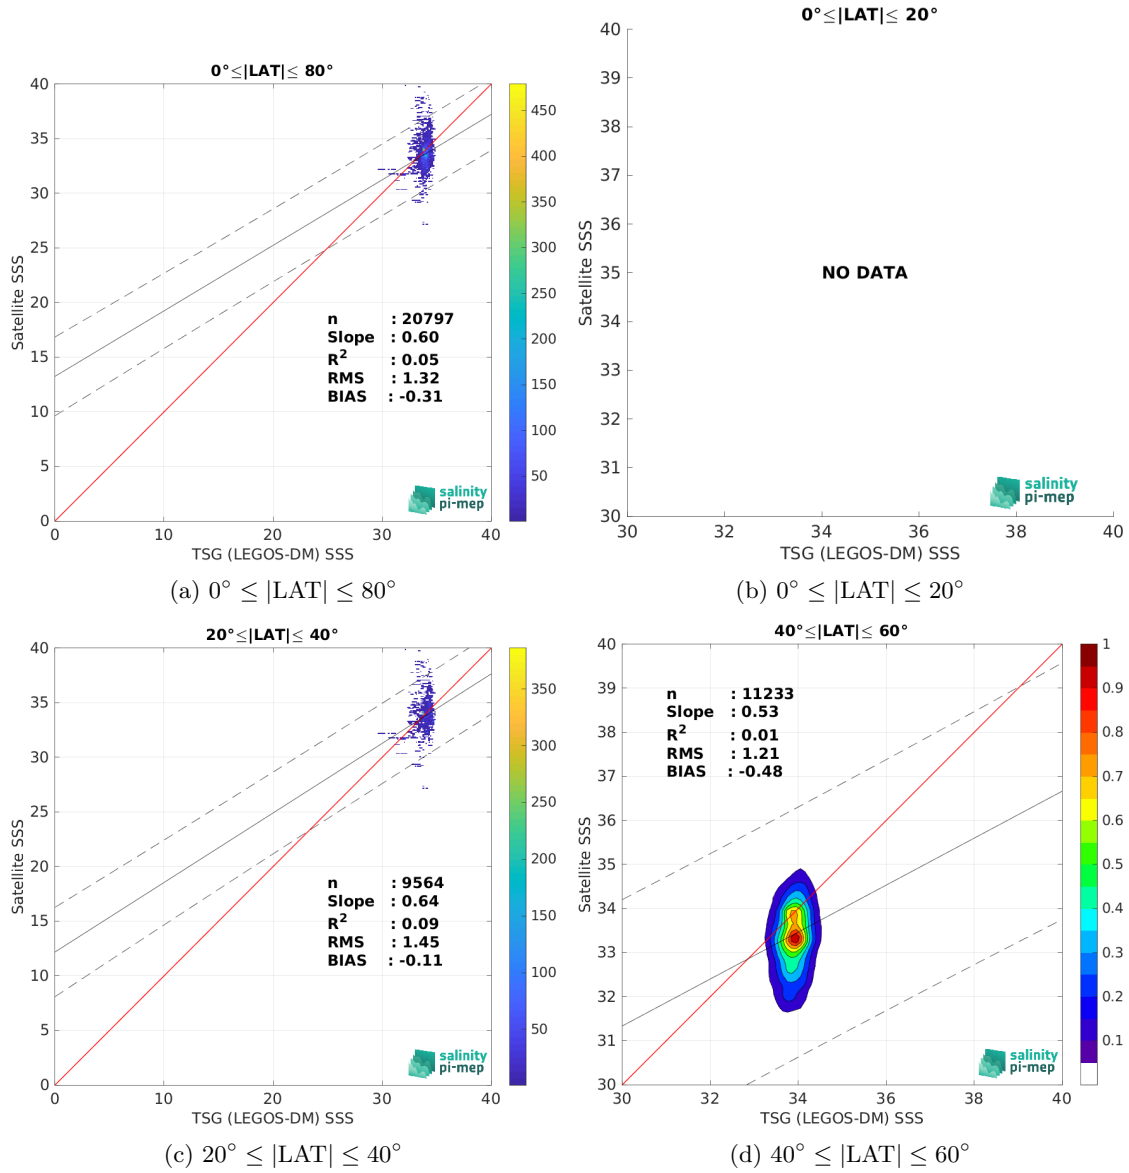 0°≤|LAT|≤ 80°
40
35
30
25
20
15
10
5
0
0
10
20
30
40
Satellite SSS
TSG (LEGOS-DM) SSS
n : 20797
Slope : 0.60
R² : 0.05
RMS : 1.32
BIAS : -0.31
salinity
pi-mep
450
400
350
300
250
200
150
100
50
(a) 0° ≤ |LAT| ≤ 80°
0°≤|LAT|≤ 20°
40
39
38
37
36
35
34
33
32
31
30
30
32
34
36
38
40
Satellite SSS
TSG (LEGOS-DM) SSS
NO DATA
salinity
pi-mep
(b) 0° ≤ |LAT| ≤ 20°
20°≤|LAT|≤ 40°
40
35
30
25
20
15
10
5
0
0
10
20
30
40
Satellite SSS
TSG (LEGOS-DM) SSS
n : 9564
Slope : 0.64
R² : 0.09
RMS : 1.45
BIAS : -0.11
salinity
pi-mep
350
300
250
200
150
100
50
(c) 20° ≤ |LAT| ≤ 40°
40°≤|LAT|≤ 60°
40
39
38
37
36
35
34
33
32
31
30
30
32
34
36
38
40
Satellite SSS
TSG (LEGOS-DM) SSS
n : 11233
Slope : 0.53
R² : 0.01
RMS : 1.21
BIAS : -0.48
salinity
pi-mep
1
0.9
0.8
0.7
0.6
0.5
0.4
0.3
0.2
0.1
(d) 40° ≤ |LAT| ≤ 60°